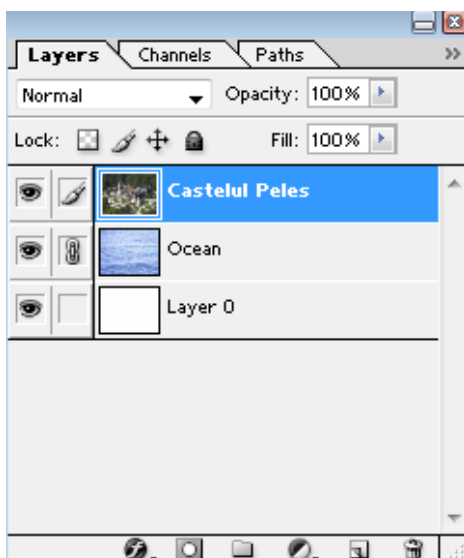 Layers Channels Paths
Normal Opacity: 100%
Lock: Fill: 100%
Castelul Peles
Ocean
Layer 0